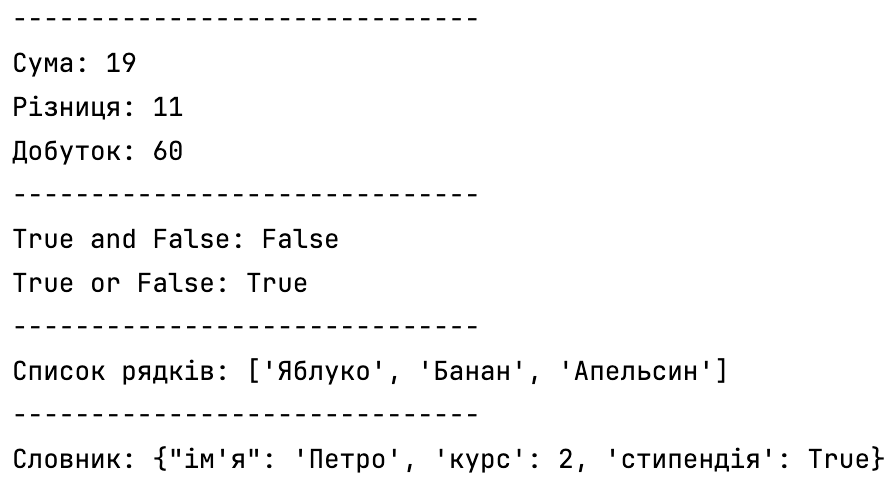 ------------------------------
Сума: 19
Різниця: 11
Добуток: 60
------------------------------
True and False: False
True or False: True
------------------------------
Список рядків: ['Яблуко', 'Банан', 'Апельсин']
------------------------------
Словник: {"ім'я": 'Петро', 'курс': 2, 'стипендія': True}